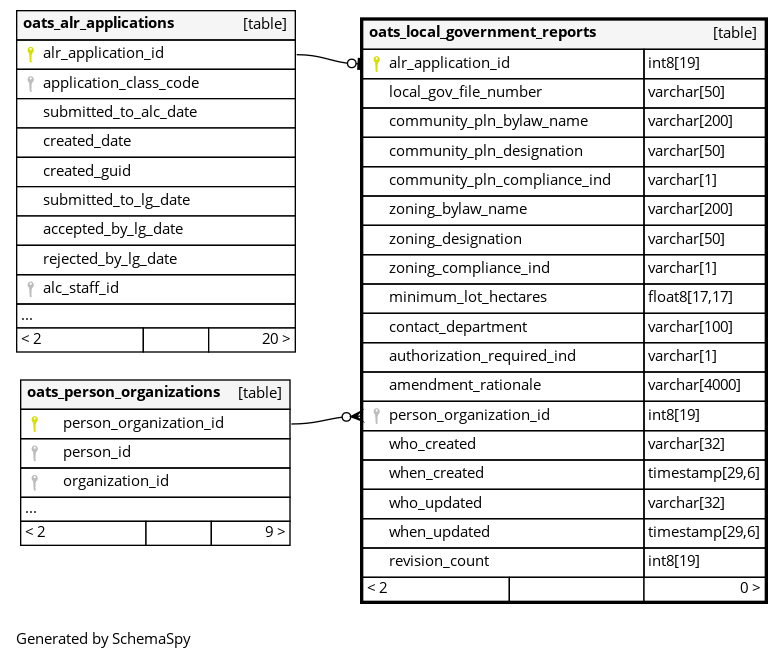 oats_alr_applications [table]
alr_application_id
application_class_code
submitted_to_alc_date
created_date
created_guid
submitted_to_lg_date
accepted_by_lg_date
rejected_by_lg_date
alc_staff_id
...
< 2 20 >
oats_person_organizations [table]
person_organization_id
person_id
organization_id
...
< 2 9 >
oats_local_government_reports [table]
alr_application_id int8[19]
local_gov_file_number varchar[50]
community_pln_bylaw_name varchar[200]
community_pln_designation varchar[50]
community_pln_compliance_ind varchar[1]
zoning_bylaw_name varchar[200]
zoning_designation varchar[50]
zoning_compliance_ind varchar[1]
minimum_lot_hectares float8[17,17]
contact_department varchar[100]
authorization_required_ind varchar[1]
amendment_rationale varchar[4000]
person_organization_id int8[19]
who_created varchar[32]
when_created timestamp[29,6]
who_updated varchar[32]
when_updated timestamp[29,6]
revision_count int8[19]
< 2 0 >
Generated by SchemaSpy